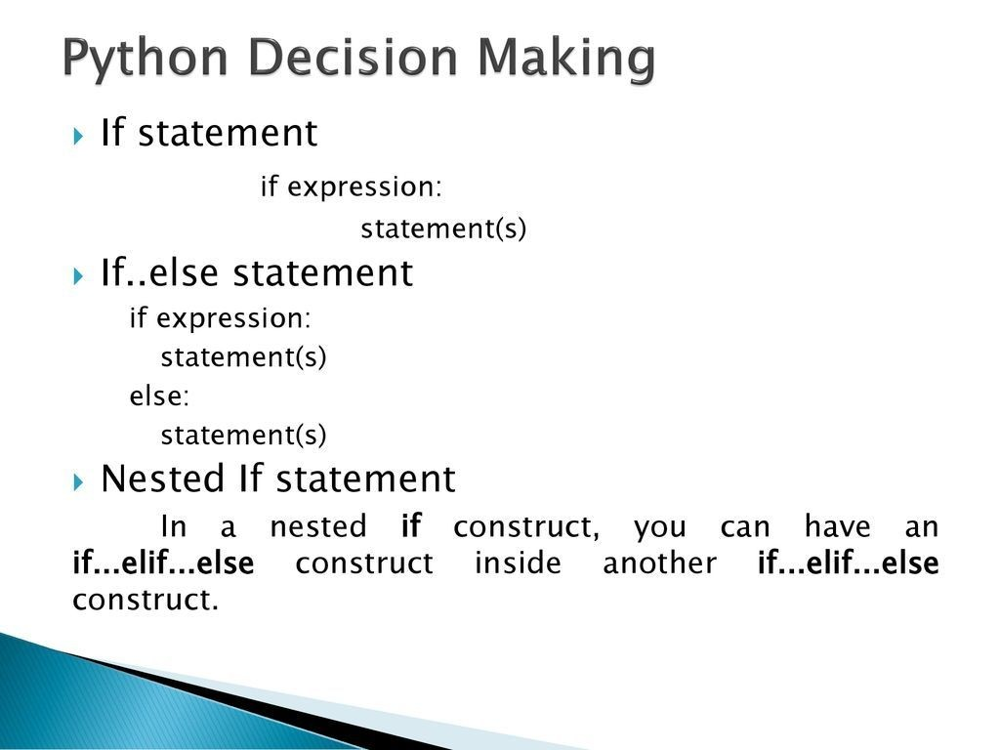 Python Decision Making
If statement
if expression:
statement(s)
If..else statement
if expression:
statement(s)
else:
statement(s)
Nested If statement
In a nested if construct, you can have an
if...elif...else construct inside another if...elif...else
construct.